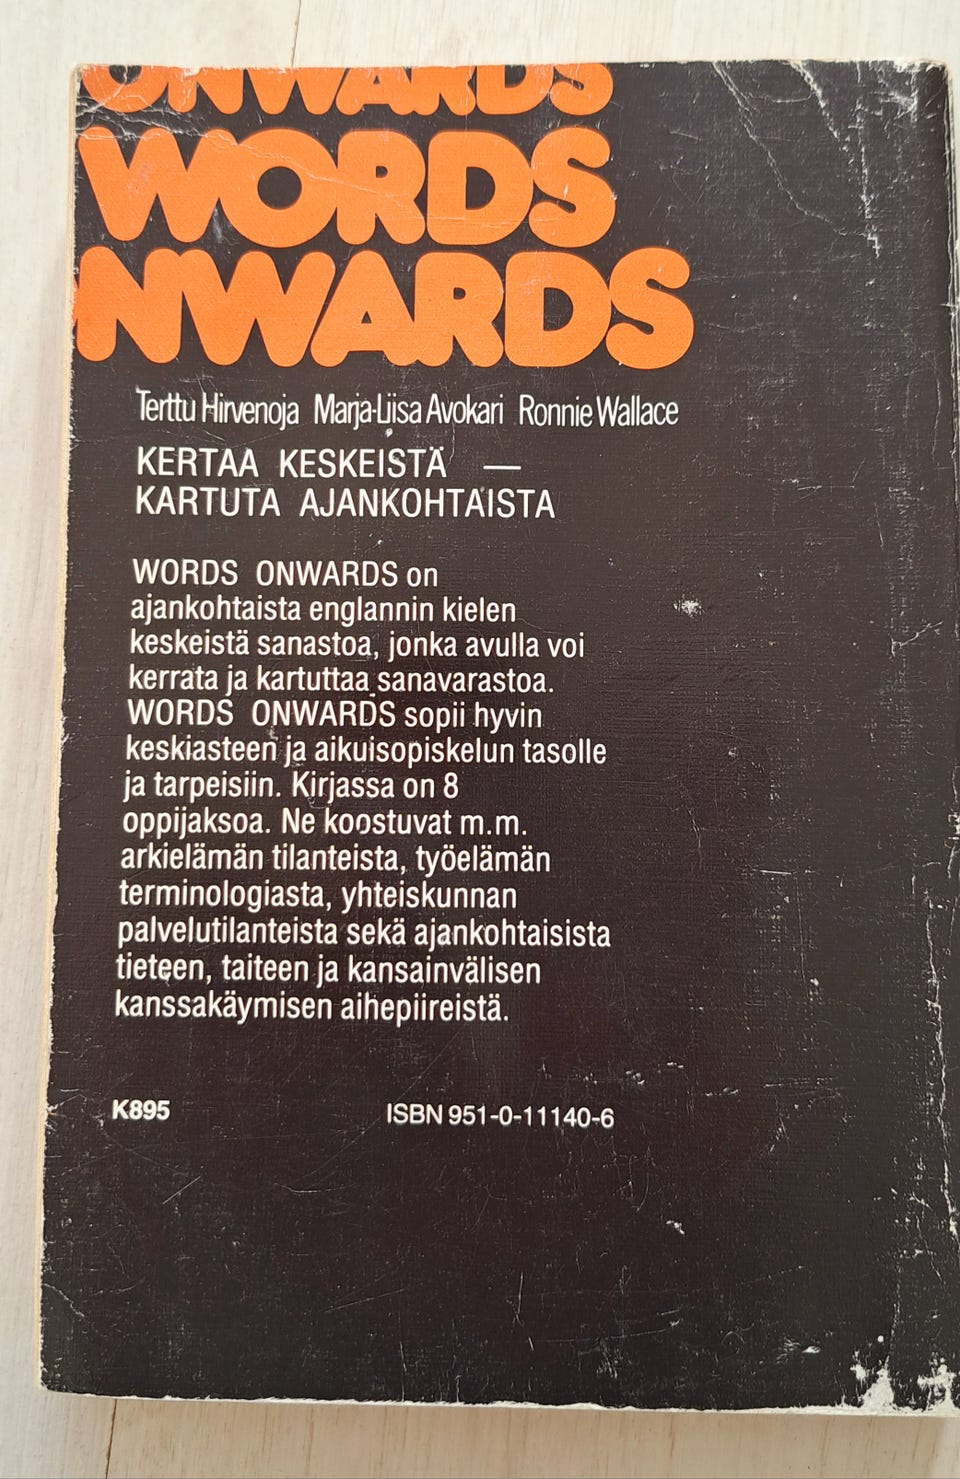 ONWARDS
WORDS
NWARDS
Terttu Hirvenoja Marja-Liisa Avokari Ronnie Wallace
KERTAA KESKEISTÄ —
KARTUTA AJANKOHTAISTA
WORDS ONWARDS on
ajankohtaista englannin kielen
keskeistä sanastoa, jonka avulla voi
kerrata ja kartuttaa sanavarastoa.
WORDS ONWARDS sopii hyvin
keskiasteen ja aikuisopiskelun tasolle
ja tarpeisiin. Kirjassa on 8
oppijaksoa. Ne koostuvat m.m.
arkielämän tilanteista, työelämän
terminologiasta, yhteiskunnan
palvelutilanteista sekä ajankohtaisista
tieteen, taiteen ja kansainvälisen
kanssakäymisen aihepiireistä.
K895 ISBN 951-0-11140-6